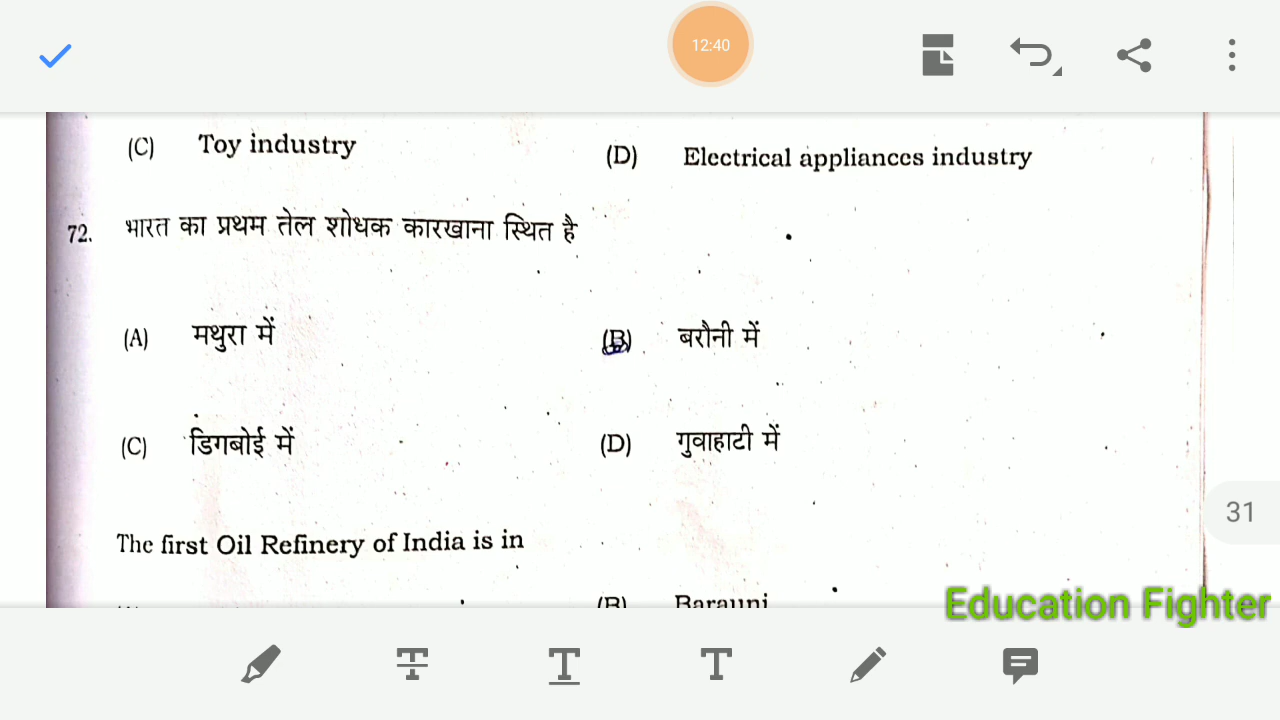 12:40
(C) Toy industry
(D) Electrical appliances industry
72. भारत का प्रथम तेल शोधक कारखाना स्थित है
(A) मथुरा में
(B) बरौनी में
(C) डिगबोई में
(D) गुवाहाटी में
31
The first Oil Refinery of India is in
(B) Barauni
Education Fighter
T T T